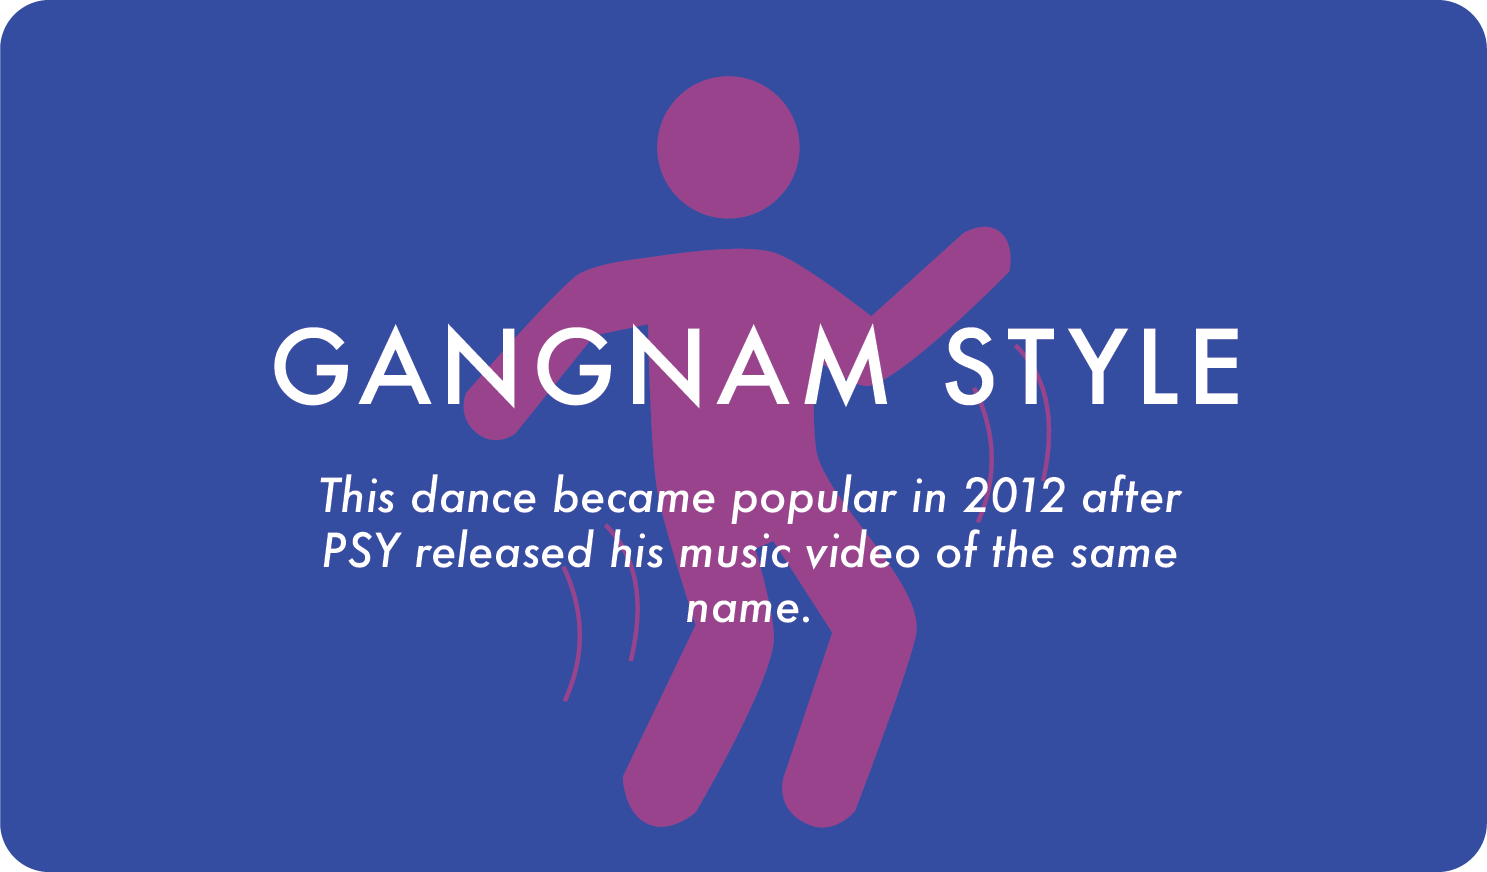 GANGNAM STYLE
This dance became popular in 2012 after
PSY released his music video of the same
name.